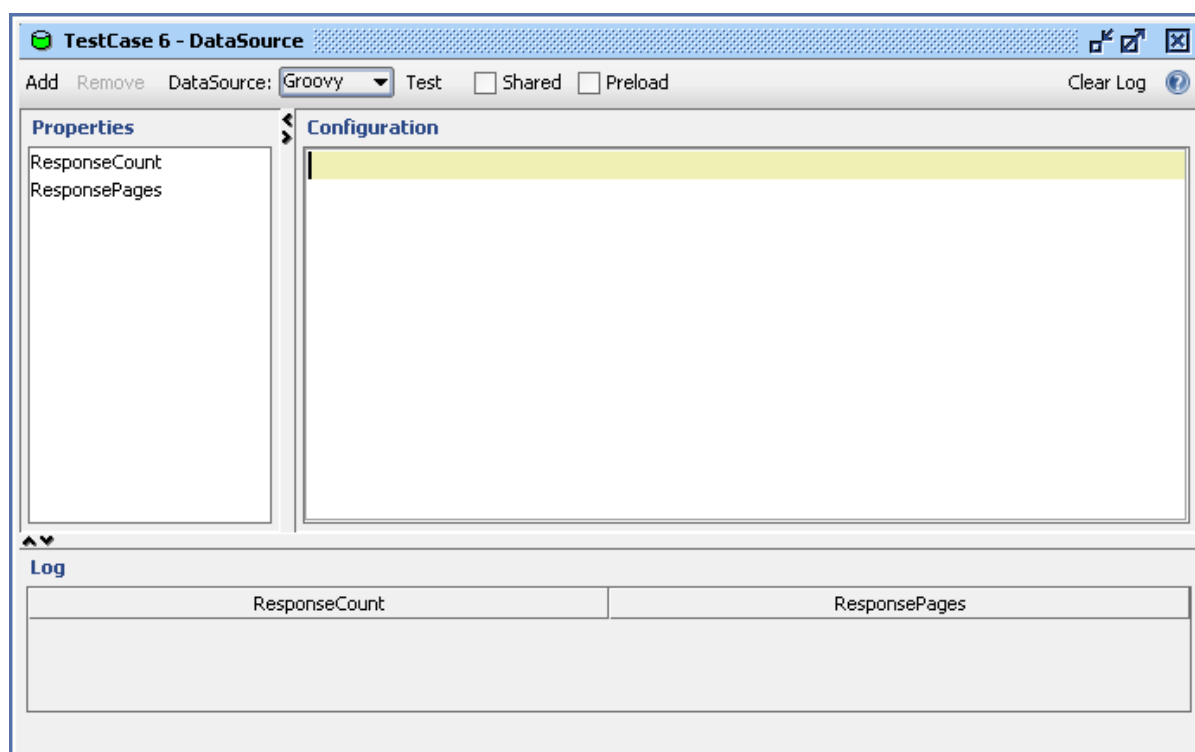 TestCase 6 - DataSource
Add Remove DataSource: Groovy Test Shared Preload Clear Log ?
Properties
Configuration
ResponseCount
ResponsePages
Log
ResponseCount ResponsePages